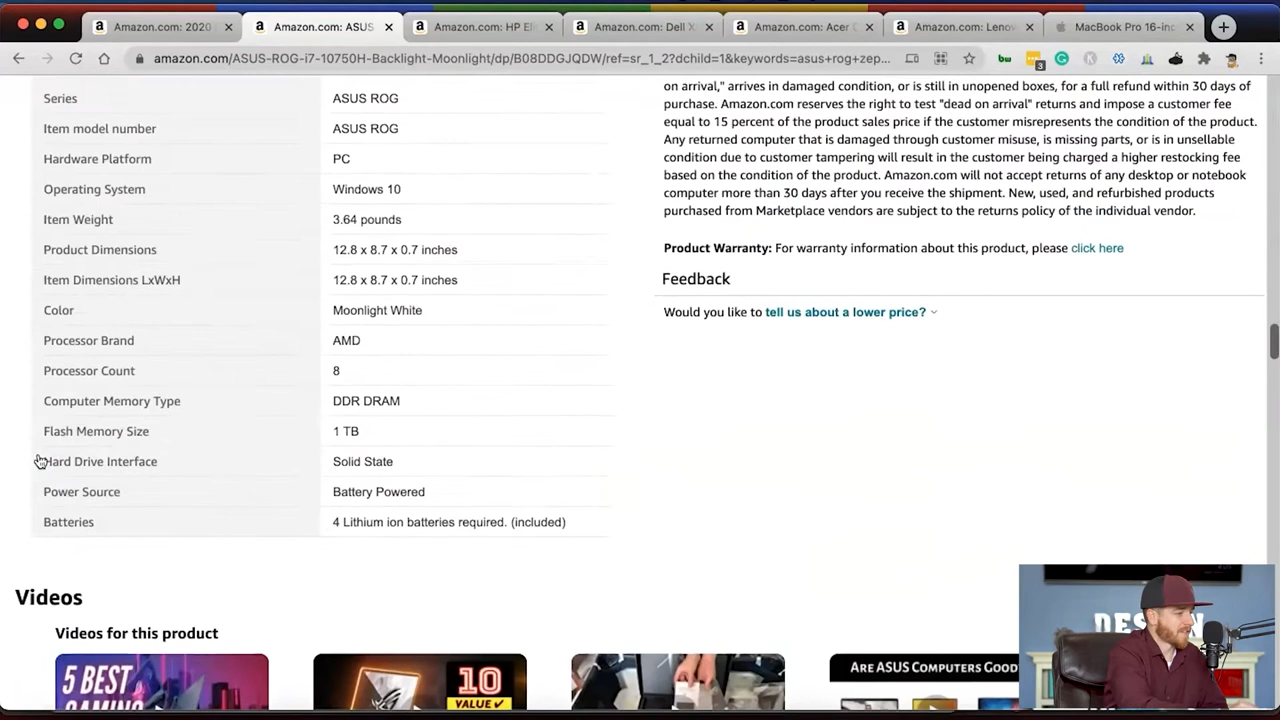 Amazon.com: 2020
Amazon.com: ASUS
Amazon.com: HP Eli
Amazon.com: Dell X
Amazon.com: Acer C
Amazon.com: Lenov
MacBook Pro 16-inc
amazon.com/ASUS-ROG-i7-10750H-Backlight-Moonlight/dp/B08DDGJQDW/ref=sr_1_2?dchild=1&keywords=asus+rog+zep...
3
Series ASUS ROG
Item model number ASUS ROG
Hardware Platform PC
Operating System Windows 10
Item Weight 3.64 pounds
Product Dimensions 12.8 x 8.7 x 0.7 inches
Item Dimensions LxWxH 12.8 x 8.7 x 0.7 inches
Color Moonlight White
Processor Brand AMD
Processor Count 8
Computer Memory Type DDR DRAM
Flash Memory Size 1 TB
Hard Drive Interface Solid State
Power Source Battery Powered
Batteries 4 Lithium ion batteries required. (included)
on arrival," arrives in damaged condition, or is still in unopened boxes, for a full refund within 30 days of
purchase. Amazon.com reserves the right to test "dead on arrival" returns and impose a customer fee
equal to 15 percent of the product sales price if the customer misrepresents the condition of the product.
Any returned computer that is damaged through customer misuse, is missing parts, or is in unsellable
condition due to customer tampering will result in the customer being charged a higher restocking fee
based on the condition of the product. Amazon.com will not accept returns of any desktop or notebook
computer more than 30 days after you receive the shipment. New, used, and refurbished products
purchased from Marketplace vendors are subject to the returns policy of the individual vendor.
Product Warranty: For warranty information about this product, please click here
Feedback
Would you like to tell us about a lower price?
Videos
Videos for this product
5 BEST
GAMING
10
VALUE
ARE ASUS COMPUTERS GOOD